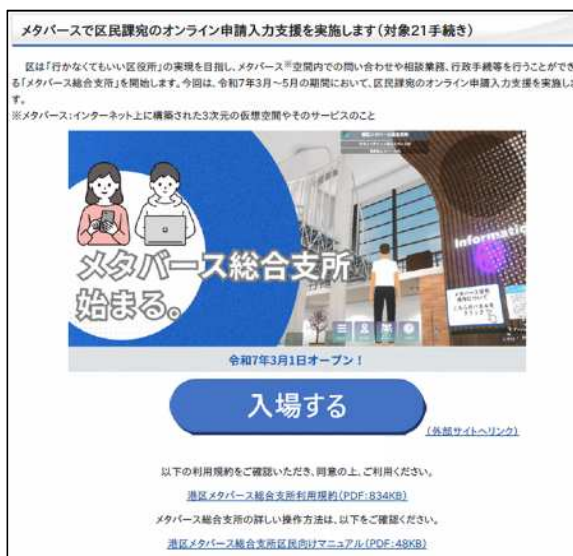 メタバースで区民課宛のオンライン申請入力支援を実施します(対象21手続き)
区は「行かなくてもいい区役所」の実現を目指し、メタバース※空間内での問い合わせや相談業務、行政手続等を行うことができ
る「メタバース総合支所」を開始します。今回は、令和7年3月~5月の期間において、区民課宛のオンライン申請入力支援を実施しま
す。
※メタバース:インターネット上に構築された3次元の仮想空間やそのサービスのこと
Informatio
メタバース総合支所
始まる。
令和7年3月1日オープン!
入場する
(外部サイトへリンク)
以下の利用規約をご確認いただき、同意の上、ご利用ください。
港区メタバース総合支所利用規約(PDF:834KB)
メタバース総合支所の詳しい操作方法は、以下をご確認ください。
港区メタバース総合支所区民向けマニュアル(PDF:48KB)